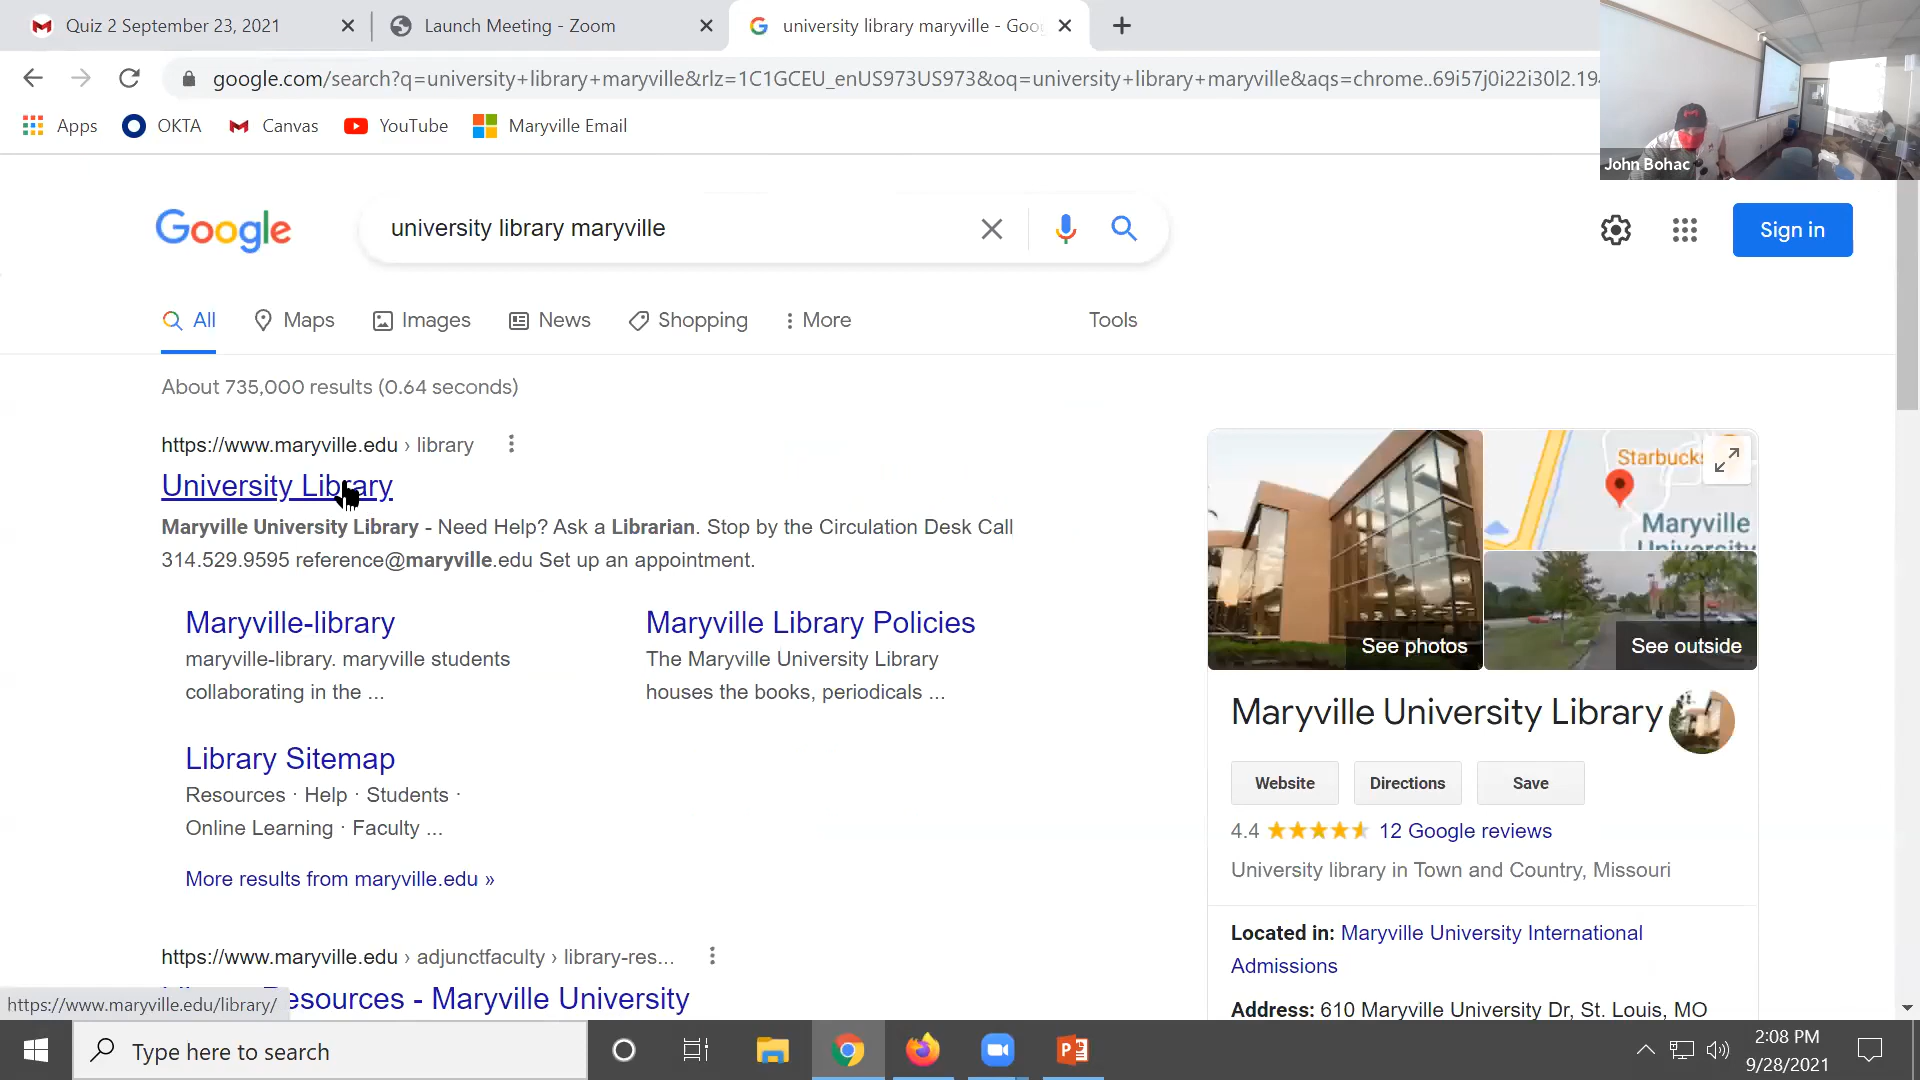 Quiz 2 September 23, 2021
Launch Meeting - Zoom
university library maryville - Goo
google.com/search?q=university+library+maryville&rlz=1C1GCEU_enUS973US973&oq=university+library+maryville&aqs=chrome..69i57j0i22i30l2.19
Apps
OKTA
Canvas
YouTube
Maryville Email
John Bohac
Google
university library maryville
Sign in
All
Maps
Images
News
Shopping
More
Tools
About 735,000 results (0.64 seconds)
https://www.maryville.edu › library
University Library
Maryville University Library - Need Help? Ask a Librarian. Stop by the Circulation Desk Call
314.529.9595 reference@maryville.edu Set up an appointment.
Maryville-library
maryville-library. maryville students
collaborating in the ...
Maryville Library Policies
The Maryville University Library
houses the books, periodicals ...
Library Sitemap
Resources · Help · Students ·
Online Learning · Faculty ...
More results from maryville.edu »
https://www.maryville.edu › adjunctfaculty › library-res...
Resources - Maryville University
https://www.maryville.edu/library/
Starbucks
Maryville
University
See photos
See outside
Maryville University Library
Website
Directions
Save
4.4
12 Google reviews
University library in Town and Country, Missouri
Located in: Maryville University International
Admissions
Address: 610 Maryville University Dr, St. Louis, MO
Type here to search
2:08 PM
9/28/2021